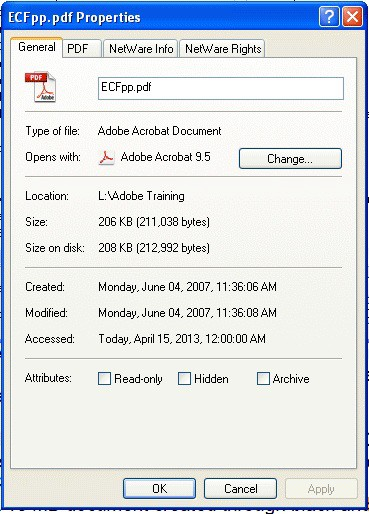 ECFpp.pdf Properties
General PDF NetWare Info NetWare Rights
PDF
Adobe
ECFpp.pdf
Type of file: Adobe Acrobat Document
Opens with: Adobe Acrobat 9.5 Change...
Location: L:\Adobe Training
Size: 206 KB (211,038 bytes)
Size on disk: 208 KB (212,992 bytes)
Created: Monday, June 04, 2007, 11:36:06 AM
Modified: Monday, June 04, 2007, 11:36:08 AM
Accessed: Today, April 15, 2013, 12:00:00 AM
Attributes: Read-only Hidden Archive
OK Cancel Apply